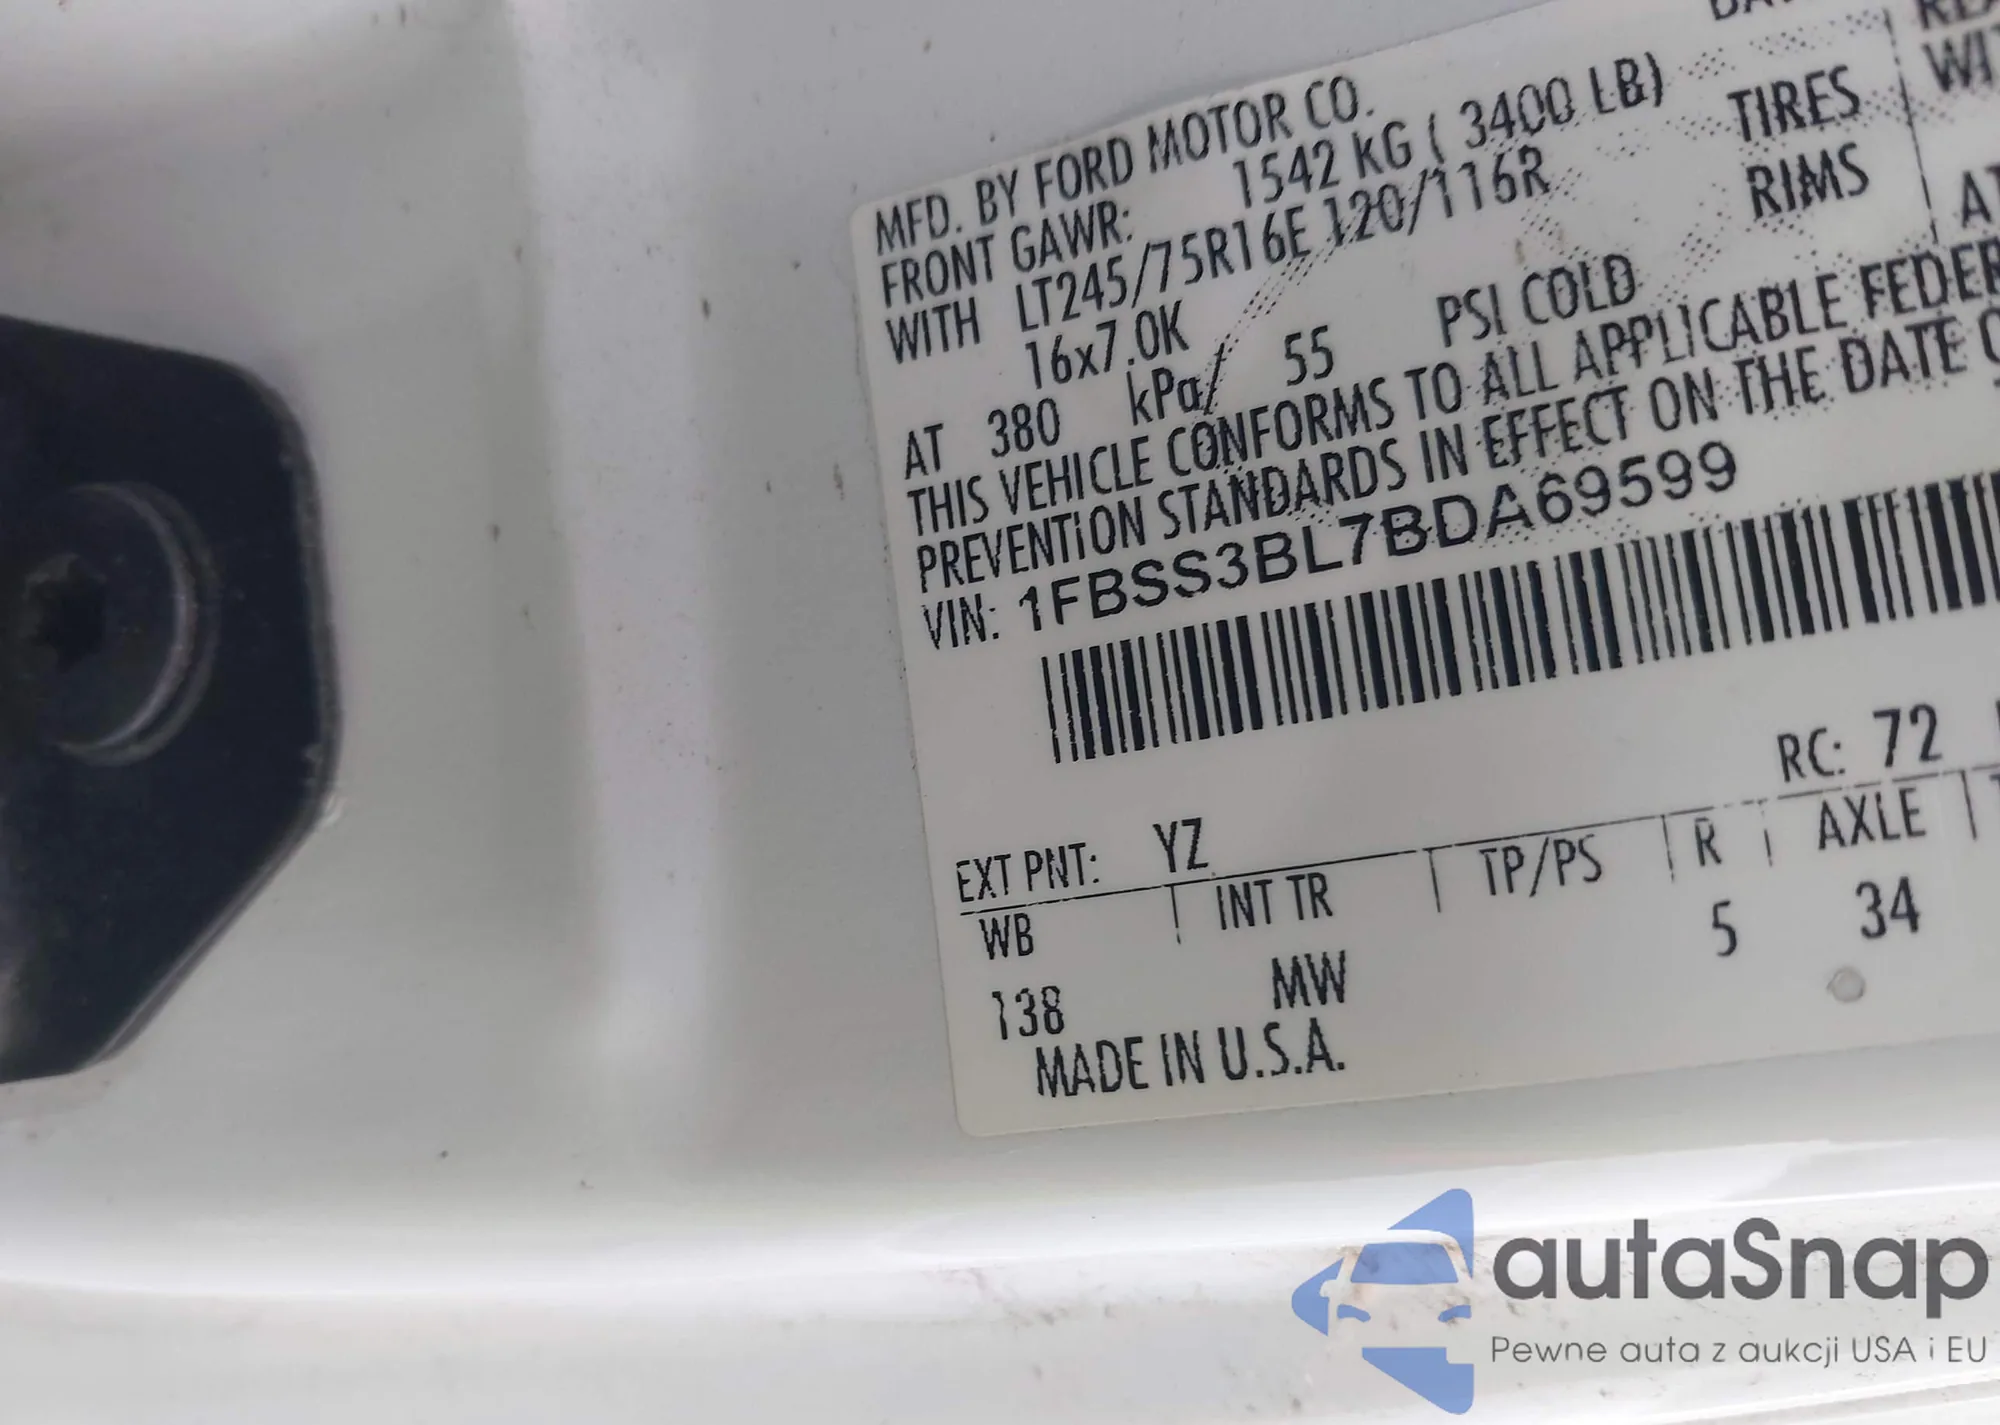 MFD. BY FORD MOTOR CO.
FRONT GAWR: 1542 KG ( 3400 LB)
WITH LT245/75R16E 120/116R TIRES
16x7.0K RIMS
AT 380 kPa/ 55 PSI COLD
THIS VEHICLE CONFORMS TO ALL APPLICABLE FEDER
PREVENTION STANDARDS IN EFFECT ON THE DATE O
VIN: 1FBSS3BL7BDA69599
EXT PNT: YZ RC: 72
WB INT TR TP/PS R AXLE
138 MW 5 34
MADE IN U.S.A.
autaSnap
Pewne auta z aukcji USA i EU